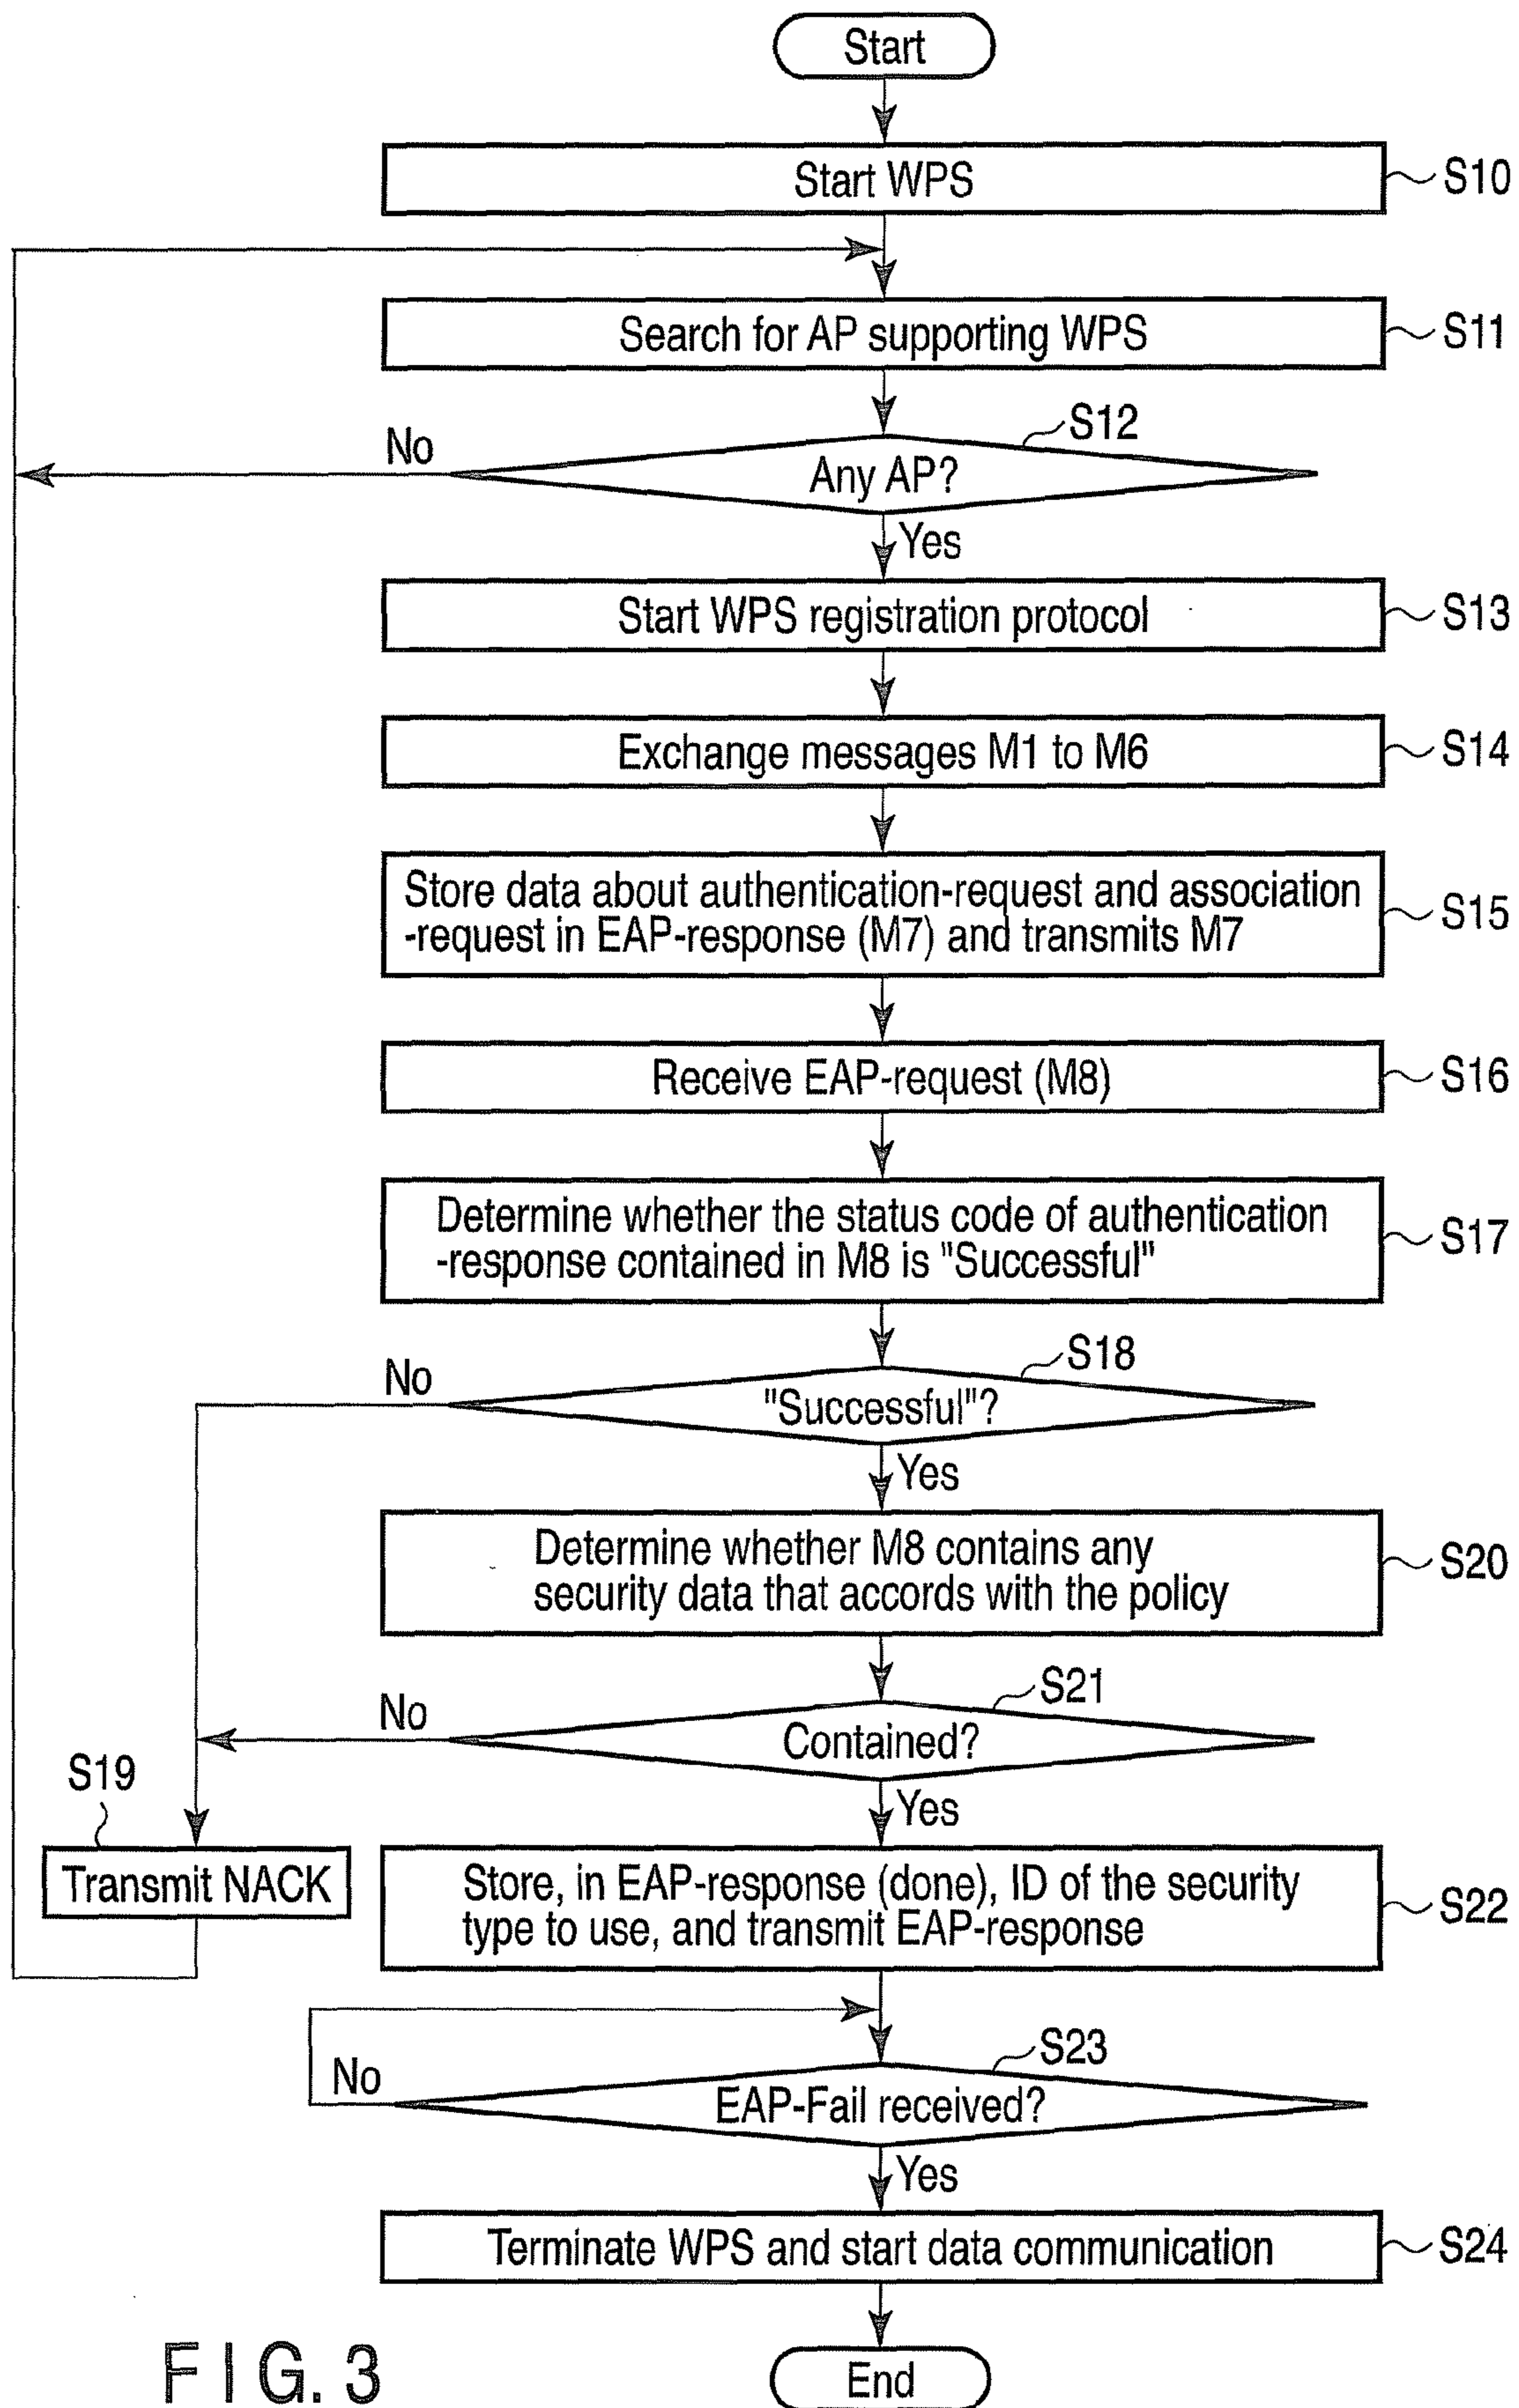 Start
Start WPS
S10
Search for AP supporting WPS
S11
S12
No
Any AP?
Yes
Start WPS registration protocol
S13
Exchange messages M1 to M6
S14
Store data about authentication-request and association
-request in EAP-response (M7) and transmits M7
S15
Receive EAP-request (M8)
S16
Determine whether the status code of authentication
-response contained in M8 is "Successful"
S17
S18
No
"Successful"?
Yes
Determine whether M8 contains any
security data that accords with the policy
S20
S21
No
Contained?
Yes
S19
Transmit NACK
Store, in EAP-response (done), ID of the security
type to use, and transmit EAP-response
S22
S23
No
EAP-Fail received?
Yes
Terminate WPS and start data communication
S24
End
FIG. 3